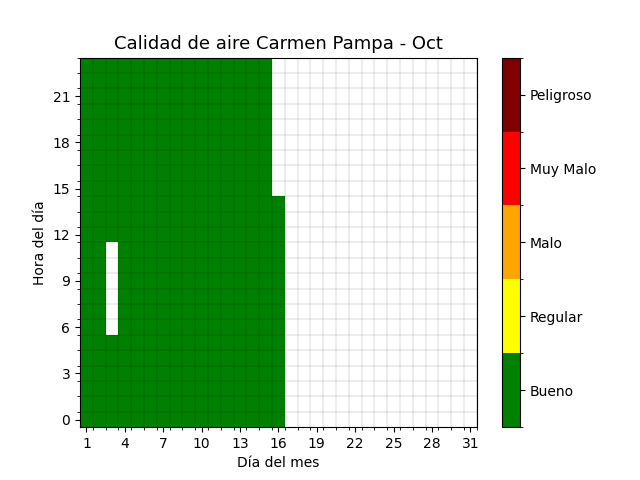 Calidad de aire Carmen Pampa - Oct
21
18
15
12
9
6
3
0
Hora del día
1 4 7 10 13 16 19 22 25 28 31
Día del mes
Peligroso
Muy Malo
Malo
Regular
Bueno